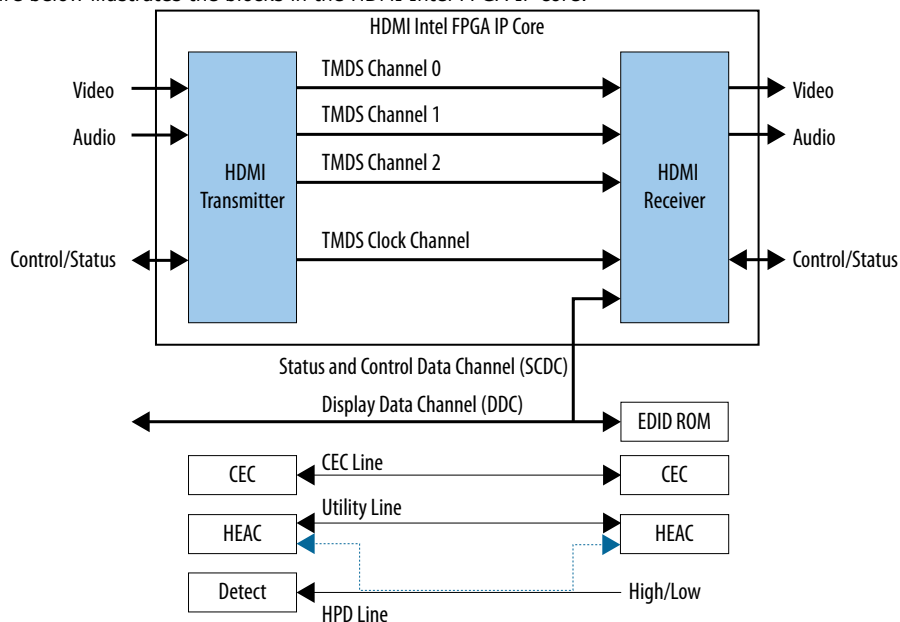 HDMI Intel FPGA IP Core
TMDS Channel 0
Video
Video
TMDS Channel 1
Audio
Audio
TMDS Channel 2
HDMI
Transmitter
HDMI
Receiver
TMDS Clock Channel
Control/Status
Control/Status
Status and Control Data Channel (SCDC)
Display Data Channel (DDC)
EDID ROM
CEC
CEC Line
CEC
Utility Line
HEAC
HEAC
Detect
High/Low
HPD Line